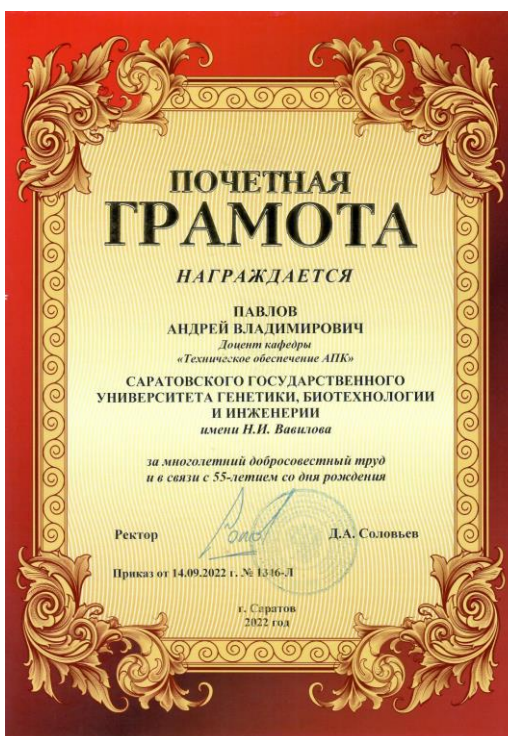 ПОЧЕТНАЯ
ГРАМОТА
НАГРАЖДАЕТСЯ
ПАВЛОВ
АНДРЕЙ ВЛАДИМИРОВИЧ
Доцент кафедры
«Техническое обеспечение АПК»
САРАТОВСКОГО ГОСУДАРСТВЕННОГО
УНИВЕРСИТЕТА ГЕНЕТИКИ, БИОТЕХНОЛОГИИ
И ИНЖЕНЕРИИ
имени Н.И. Вавилова
за многолетний добросовестный труд
и в связи с 55-летием со дня рождения
Ректор Д.А. Соловьев
Приказ от 14.09.2022 г. № 1346-Л
г. Саратов
2022 год